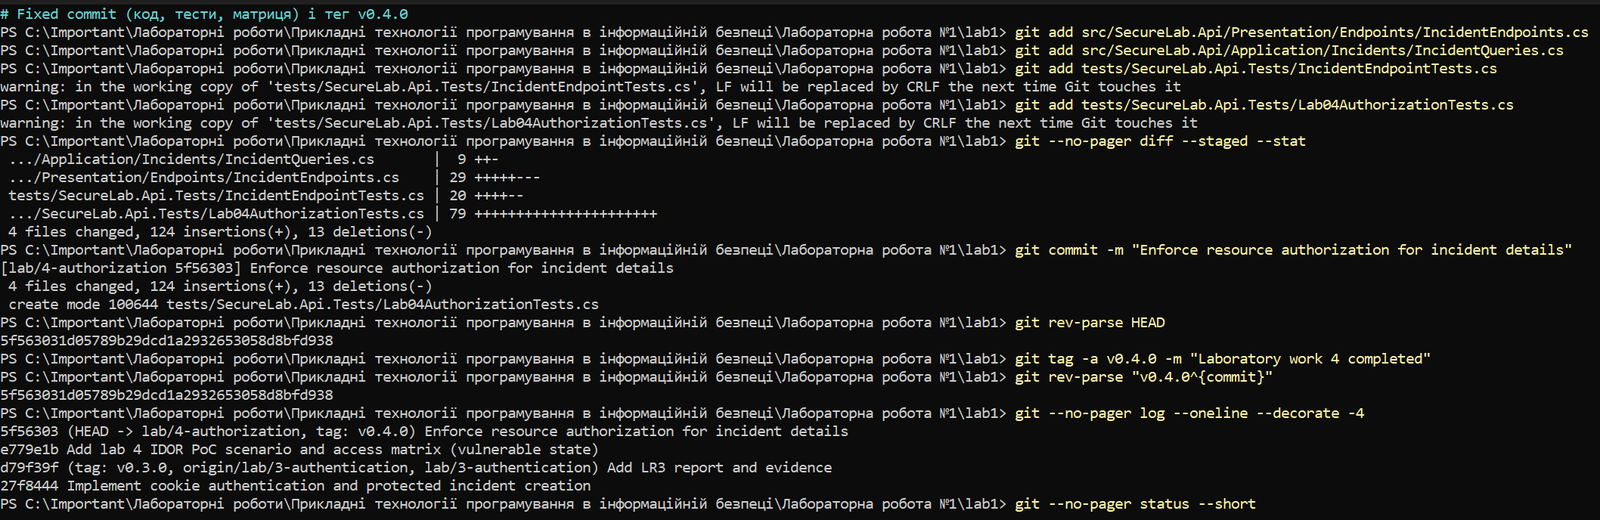 # Fixed commit (код, тести, матриця) і тег v0.4.0
PS C:\Important\Лабораторні роботи\Прикладні технології програмування в інформаційній безпеці\Лабораторна робота №1\lab1> git add src/SecureLab.Api/Presentation/Endpoints/IncidentEndpoints.cs
PS C:\Important\Лабораторні роботи\Прикладні технології програмування в інформаційній безпеці\Лабораторна робота №1\lab1> git add src/SecureLab.Api/Application/Incidents/IncidentQueries.cs
PS C:\Important\Лабораторні роботи\Прикладні технології програмування в інформаційній безпеці\Лабораторна робота №1\lab1> git add tests/SecureLab.Api.Tests/IncidentEndpointTests.cs
warning: in the working copy of 'tests/SecureLab.Api.Tests/IncidentEndpointTests.cs', LF will be replaced by CRLF the next time Git touches it
PS C:\Important\Лабораторні роботи\Прикладні технології програмування в інформаційній безпеці\Лабораторна робота №1\lab1> git add tests/SecureLab.Api.Tests/Lab04AuthorizationTests.cs
warning: in the working copy of 'tests/SecureLab.Api.Tests/Lab04AuthorizationTests.cs', LF will be replaced by CRLF the next time Git touches it
PS C:\Important\Лабораторні роботи\Прикладні технології програмування в інформаційній безпеці\Лабораторна робота №1\lab1> git --no-pager diff --staged --stat
 .../Application/Incidents/IncidentQueries.cs       |  9 ++-
 .../Presentation/Endpoints/IncidentEndpoints.cs    | 29 +++++---
 tests/SecureLab.Api.Tests/IncidentEndpointTests.cs | 20 ++++--
 .../SecureLab.Api.Tests/Lab04AuthorizationTests.cs | 79 ++++++++++++++++++++++
 4 files changed, 124 insertions(+), 13 deletions(-)
PS C:\Important\Лабораторні роботи\Прикладні технології програмування в інформаційній безпеці\Лабораторна робота №1\lab1> git commit -m "Enforce resource authorization for incident details"
[lab/4-authorization 5f56303] Enforce resource authorization for incident details
 4 files changed, 124 insertions(+), 13 deletions(-)
 create mode 100644 tests/SecureLab.Api.Tests/Lab04AuthorizationTests.cs
PS C:\Important\Лабораторні роботи\Прикладні технології програмування в інформаційній безпеці\Лабораторна робота №1\lab1> git rev-parse HEAD
5f563031d05789b29dcd1a2932653058d8bfd938
PS C:\Important\Лабораторні роботи\Прикладні технології програмування в інформаційній безпеці\Лабораторна робота №1\lab1> git tag -a v0.4.0 -m "Laboratory work 4 completed"
PS C:\Important\Лабораторні роботи\Прикладні технології програмування в інформаційній безпеці\Лабораторна робота №1\lab1> git rev-parse "v0.4.0^{commit}"
5f563031d05789b29dcd1a2932653058d8bfd938
PS C:\Important\Лабораторні роботи\Прикладні технології програмування в інформаційній безпеці\Лабораторна робота №1\lab1> git --no-pager log --oneline --decorate -4
5f56303 (HEAD -> lab/4-authorization, tag: v0.4.0) Enforce resource authorization for incident details
e779e1b Add lab 4 IDOR PoC scenario and access matrix (vulnerable state)
d79f39f (tag: v0.3.0, origin/lab/3-authentication, lab/3-authentication) Add LR3 report and evidence
27f8444 Implement cookie authentication and protected incident creation
PS C:\Important\Лабораторні роботи\Прикладні технології програмування в інформаційній безпеці\Лабораторна робота №1\lab1> git --no-pager status --short